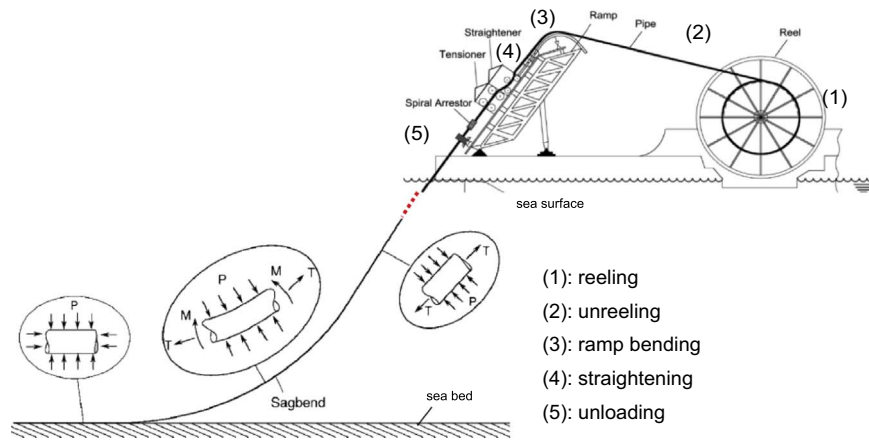 (3)
Ramp
Straightener
(4)
Pipe
(2)
Reel
Tensioner
(1)
Spiral Arrestor
(5)
sea surface
P
M
T
M
T
P
T
T
P
Sagbend
sea bed
(1): reeling
(2): unreeling
(3): ramp bending
(4): straightening
(5): unloading